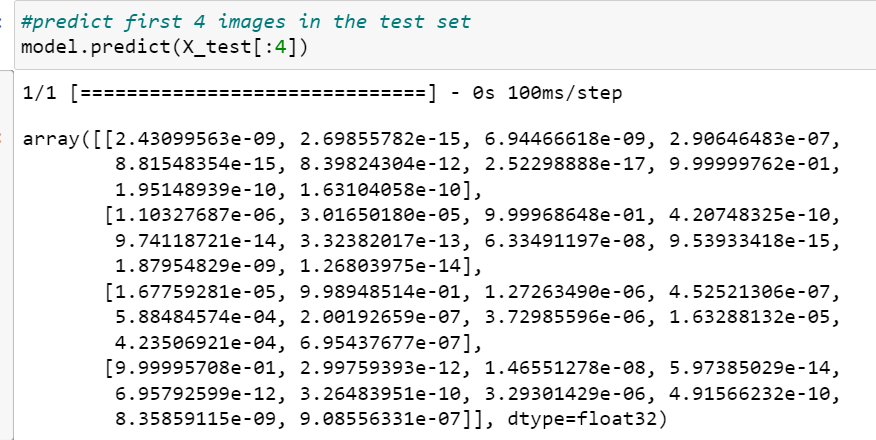 #predict first 4 images in the test set
model.predict(X_test[:4])
1/1 [==============================] - 0s 100ms/step
array([[2.43099563e-09, 2.69855782e-15, 6.94466618e-09, 2.90646483e-07,
8.81548354e-15, 8.39824304e-12, 2.52298888e-17, 9.99999762e-01,
1.95148939e-10, 1.63104058e-10],
[1.10327687e-06, 3.01650180e-05, 9.99968648e-01, 4.20748325e-10,
9.74118721e-14, 3.32382017e-13, 6.33491197e-08, 9.53933418e-15,
1.87954829e-09, 1.26803975e-14],
[1.67759281e-05, 9.98948514e-01, 1.27263490e-06, 4.52521306e-07,
5.88484574e-04, 2.00192659e-07, 3.72985596e-06, 1.63288132e-05,
4.23506921e-04, 6.95437677e-07],
[9.99995708e-01, 2.99759393e-12, 1.46551278e-08, 5.97385029e-14,
6.95792599e-12, 3.26483951e-10, 3.29301429e-06, 4.91566232e-10,
8.35859115e-09, 9.08556331e-07]], dtype=float32)